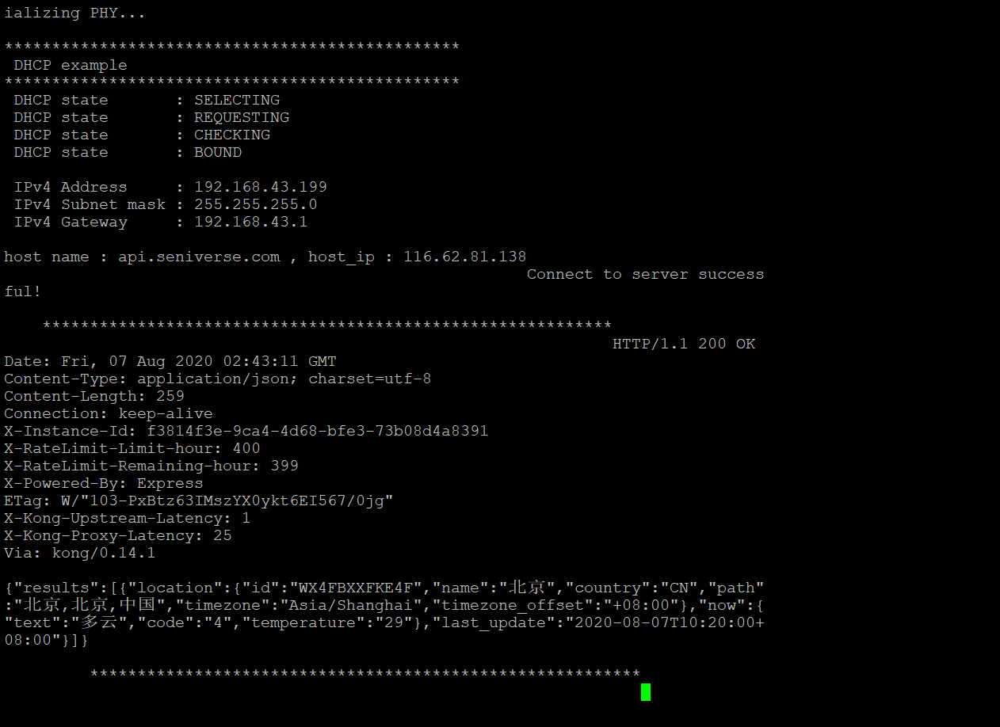 ializing PHY...
************************************************
DHCP example
************************************************
DHCP state       : SELECTING
DHCP state       : REQUESTING
DHCP state       : CHECKING
DHCP state       : BOUND
IPv4 Address     : 192.168.43.199
IPv4 Subnet mask : 255.255.255.0
IPv4 Gateway     : 192.168.43.1
host name : api.seniverse.com , host_ip : 116.62.81.138
Connect to server success
ful!
************************************************************
HTTP/1.1 200 OK
Date: Fri, 07 Aug 2020 02:43:11 GMT
Content-Type: application/json; charset=utf-8
Content-Length: 259
Connection: keep-alive
X-Instance-Id: f3814f3e-9ca4-4d68-bfe3-73b08d4a8391
X-RateLimit-Limit-hour: 400
X-RateLimit-Remaining-hour: 399
X-Powered-By: Express
ETag: W/"103-PxBtz63IMszYX0ykt6EI567/0jg"
X-Kong-Upstream-Latency: 1
X-Kong-Proxy-Latency: 25
Via: kong/0.14.1
{"results":[{"location":{"id":"WX4FBXXFKE4F","name":"北京","country":"CN","path"
:"北京,北京,中国","timezone":"Asia/Shanghai","timezone_offset":"+08:00"},"now":{
"text":"多云","code":"4","temperature":"29"},"last_update":"2020-08-07T10:20:00+
08:00"}]}
**********************************************************